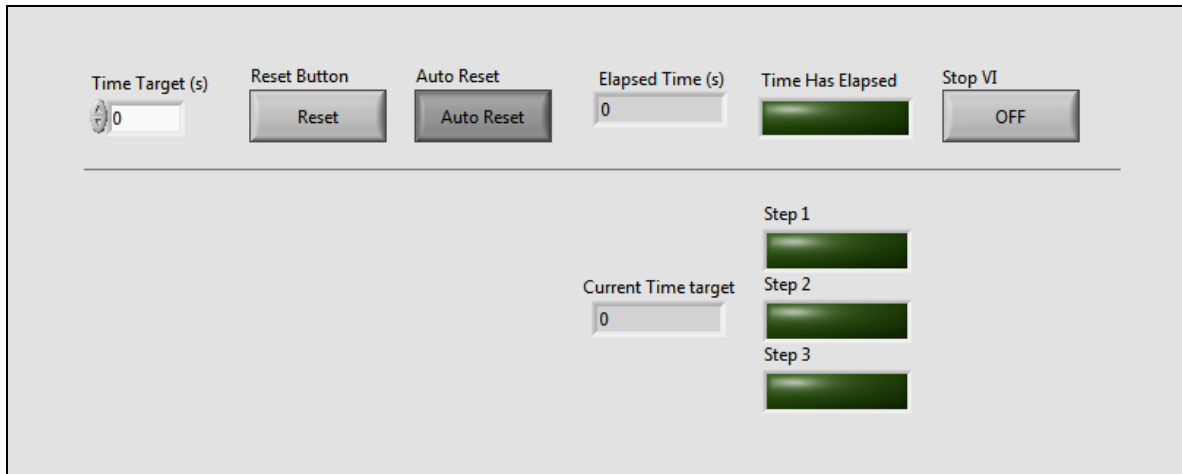 Time Target (s)
0
Reset Button
Reset
Auto Reset
Auto Reset
Elapsed Time (s)
0
Time Has Elapsed
Stop VI
OFF
Step 1
Current Time target
0
Step 2
Step 3